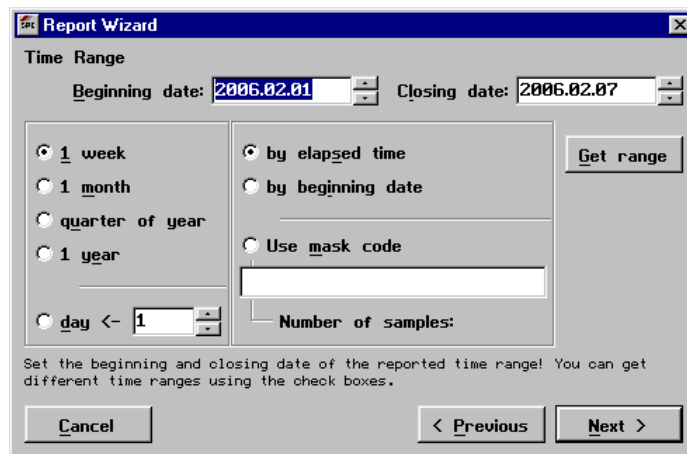 Report Wizard
Time Range
Beginning date: 2006.02.01 Closing date: 2006.02.07
1 week
1 month
quarter of year
1 year
day <- 1
by elapsed time
by beginning date
Use mask code
Number of samples:
Get range
Set the beginning and closing date of the reported time range! You can get
different time ranges using the check boxes.
Cancel < Previous Next >